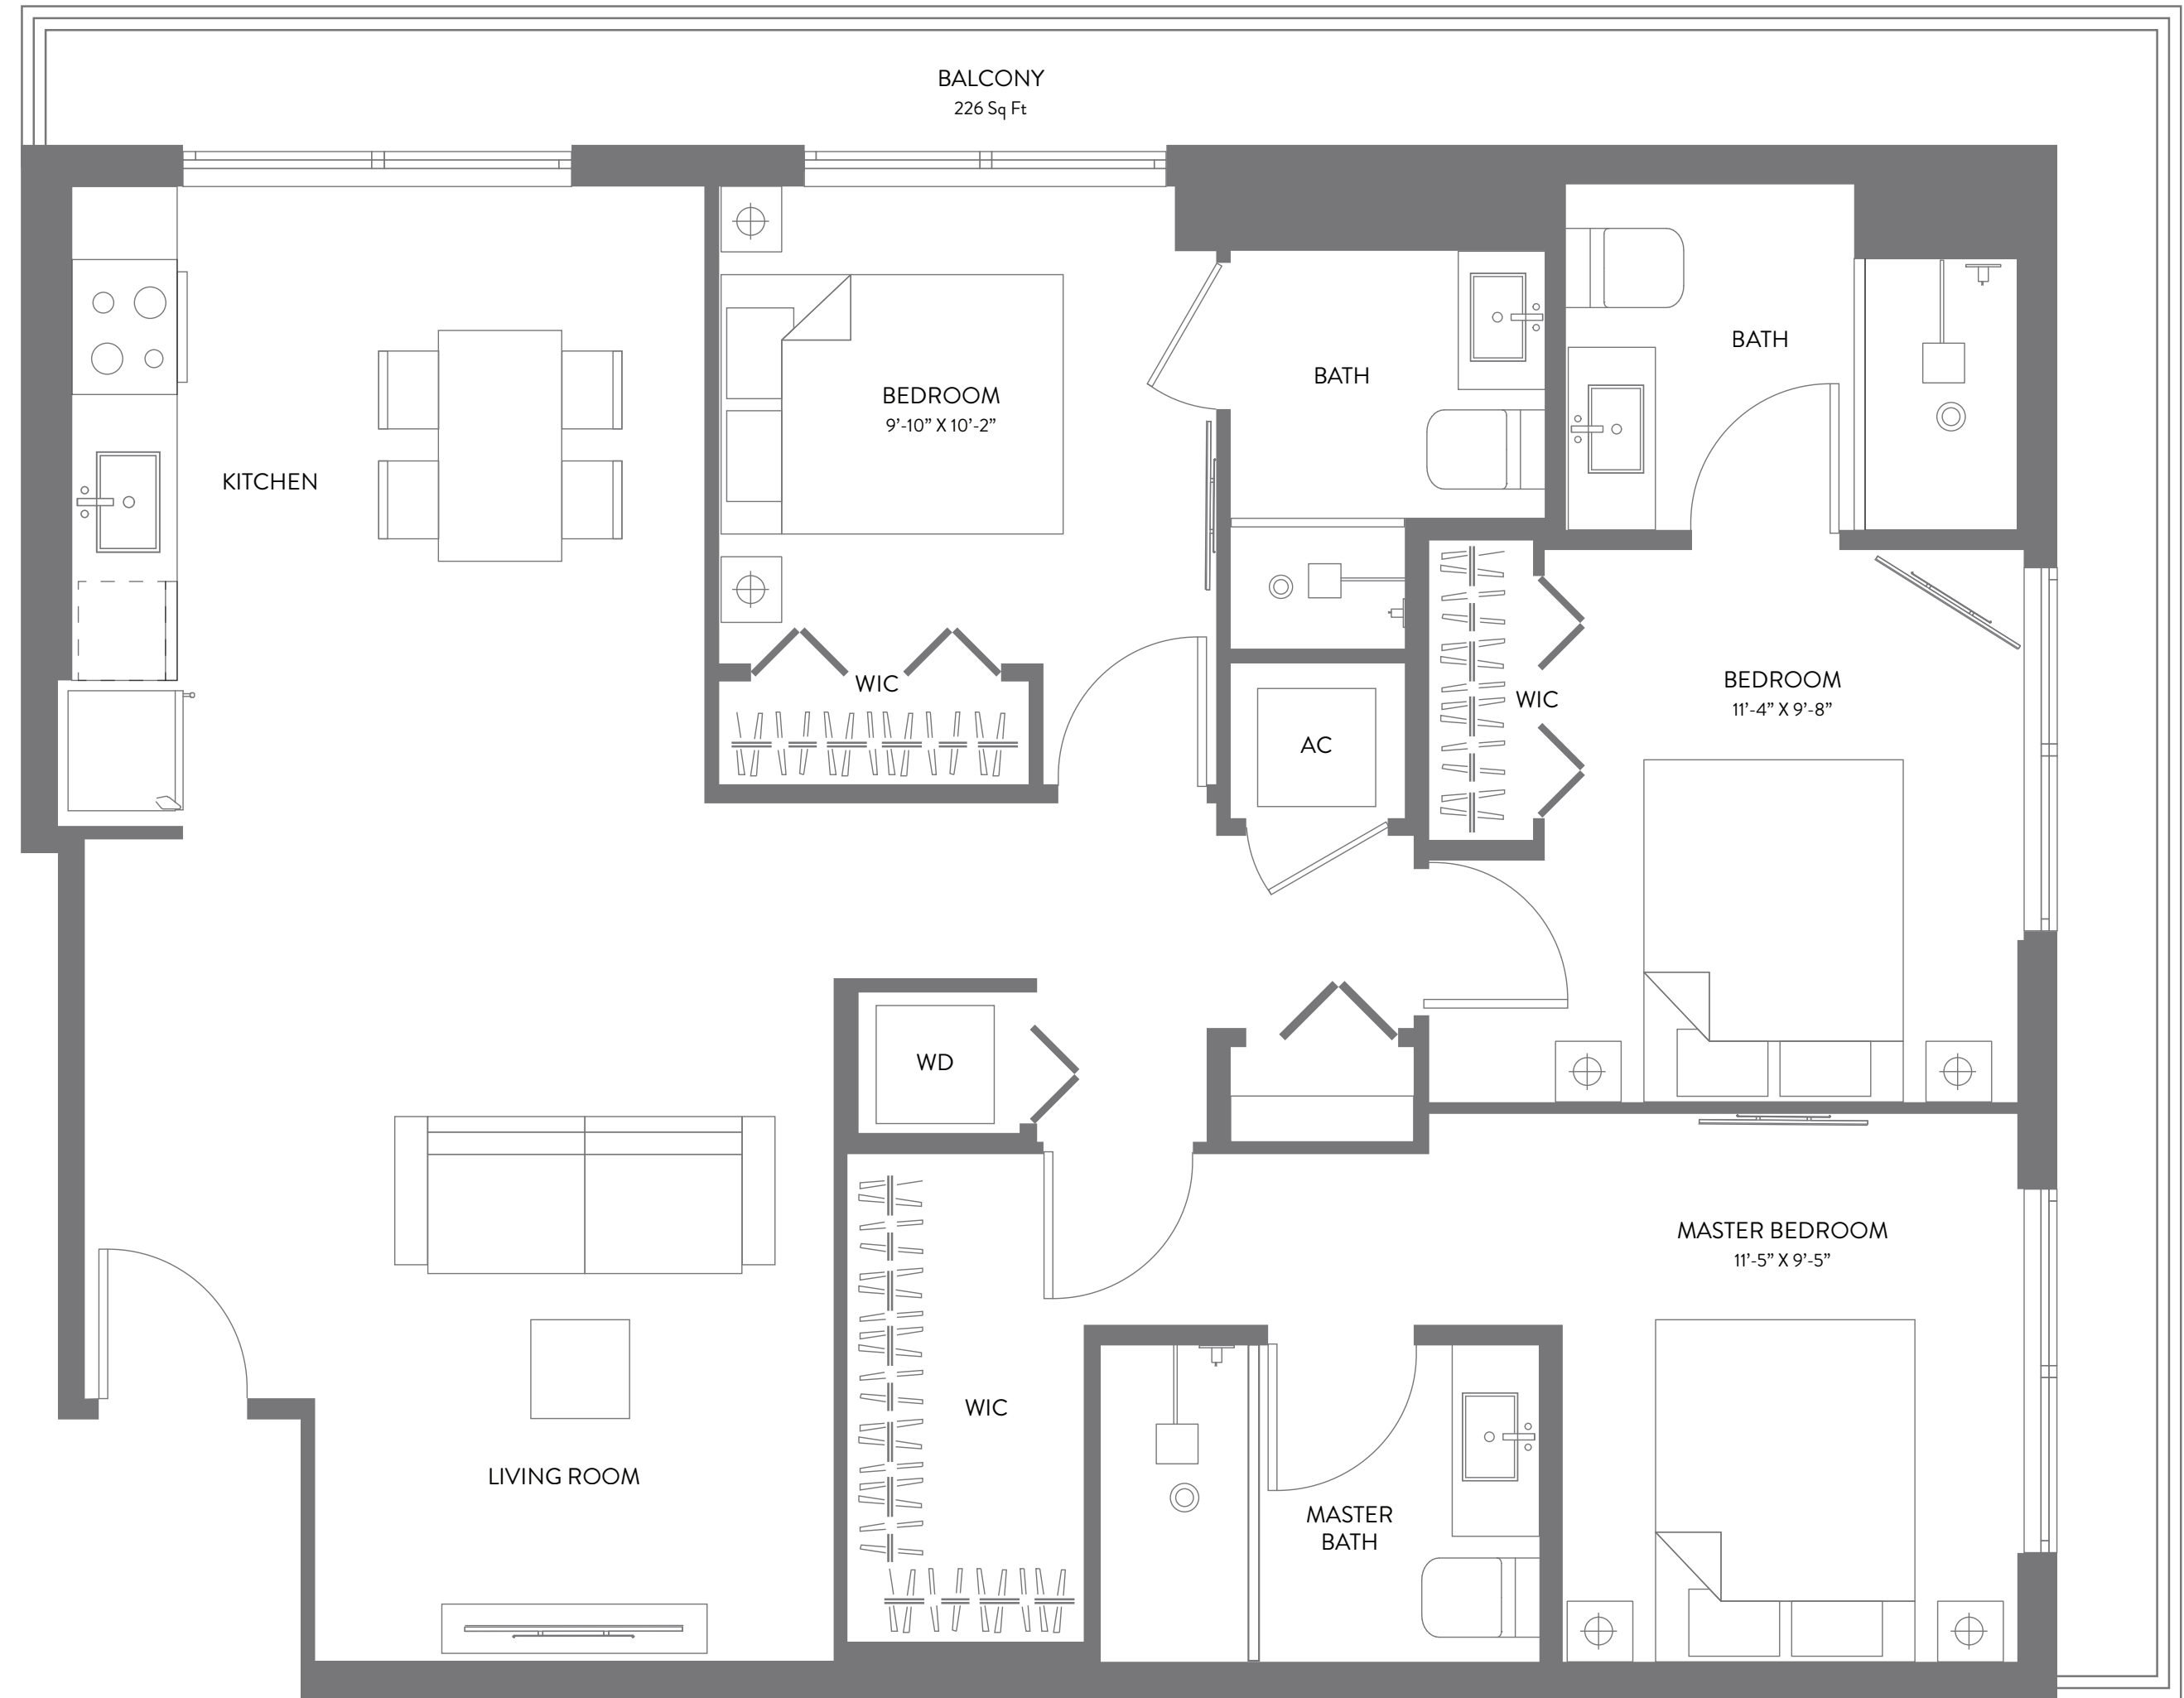 BALCONY
226 Sq Ft
BATH
BATH
BEDROOM
9’-10” X 10’-2”
KITCHEN
BEDROOM
11’-4” X 9’-8”
WIC
WIC
AC
WD
MASTER BEDROOM
11’-5” X 9’-5”
WIC
LIVING ROOM
MASTER
BATH